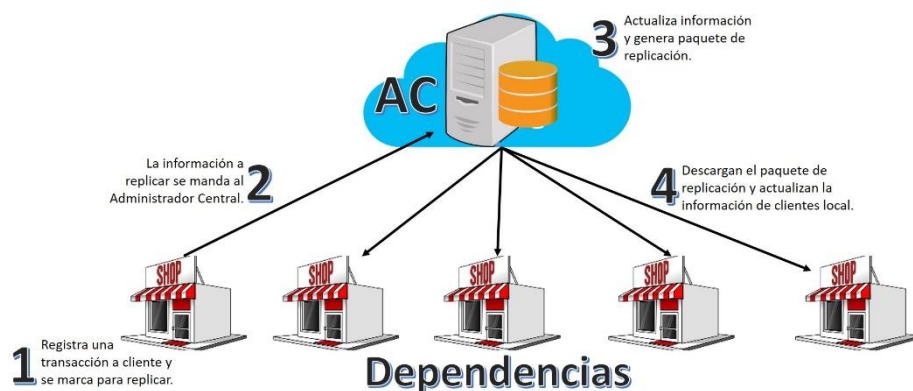 3
Actualiza información
y genera paquete de
replicación.
AC
La información a
replicar se manda al
Administrador Central.
2
4
Descargan el paquete de
replicación y actualizan la
información de clientes local.
SHOP
SHOP
SHOP
SHOP
SHOP
1
Registra una
transacción a cliente y
se marca para replicar.
Dependencias